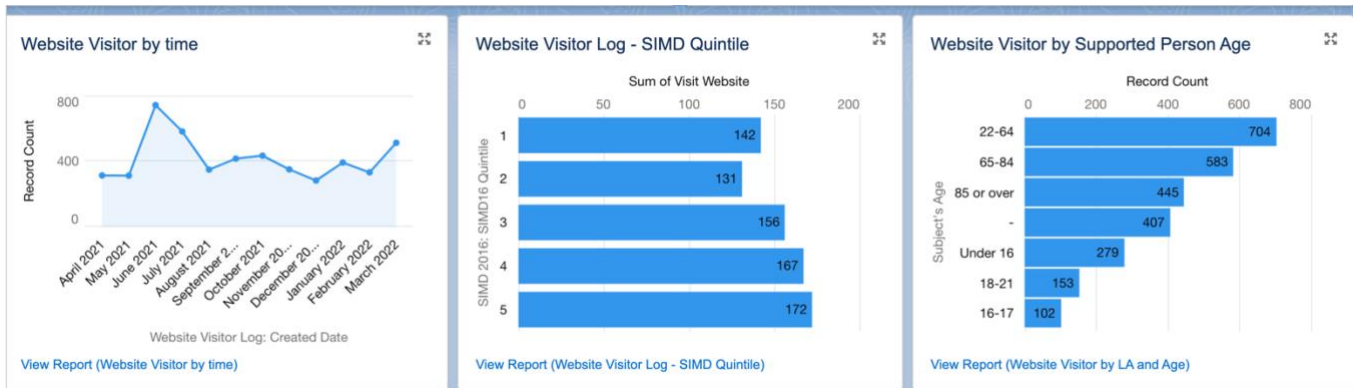 Website Visitor by time
800
400
0
Record Count
April 2021
May 2021
June 2021
July 2021
August 2021
September 2...
October 2021
November 20...
December 20...
January 2022
February 2022
March 2022
Website Visitor Log: Created Date
View Report (Website Visitor by time)
Website Visitor Log - SIMD Quintile
Sum of Visit Website
0 50 100 150 200
SIMD 2016: SIMD16 Quintile
1 142
2 131
3 156
4 167
5 172
View Report (Website Visitor Log - SIMD Quintile)
Website Visitor by Supported Person Age
Record Count
0 200 400 600 800
Subject's Age
22-64 704
65-84 583
85 or over 445
- 407
Under 16 279
18-21 153
16-17 102
View Report (Website Visitor by LA and Age)